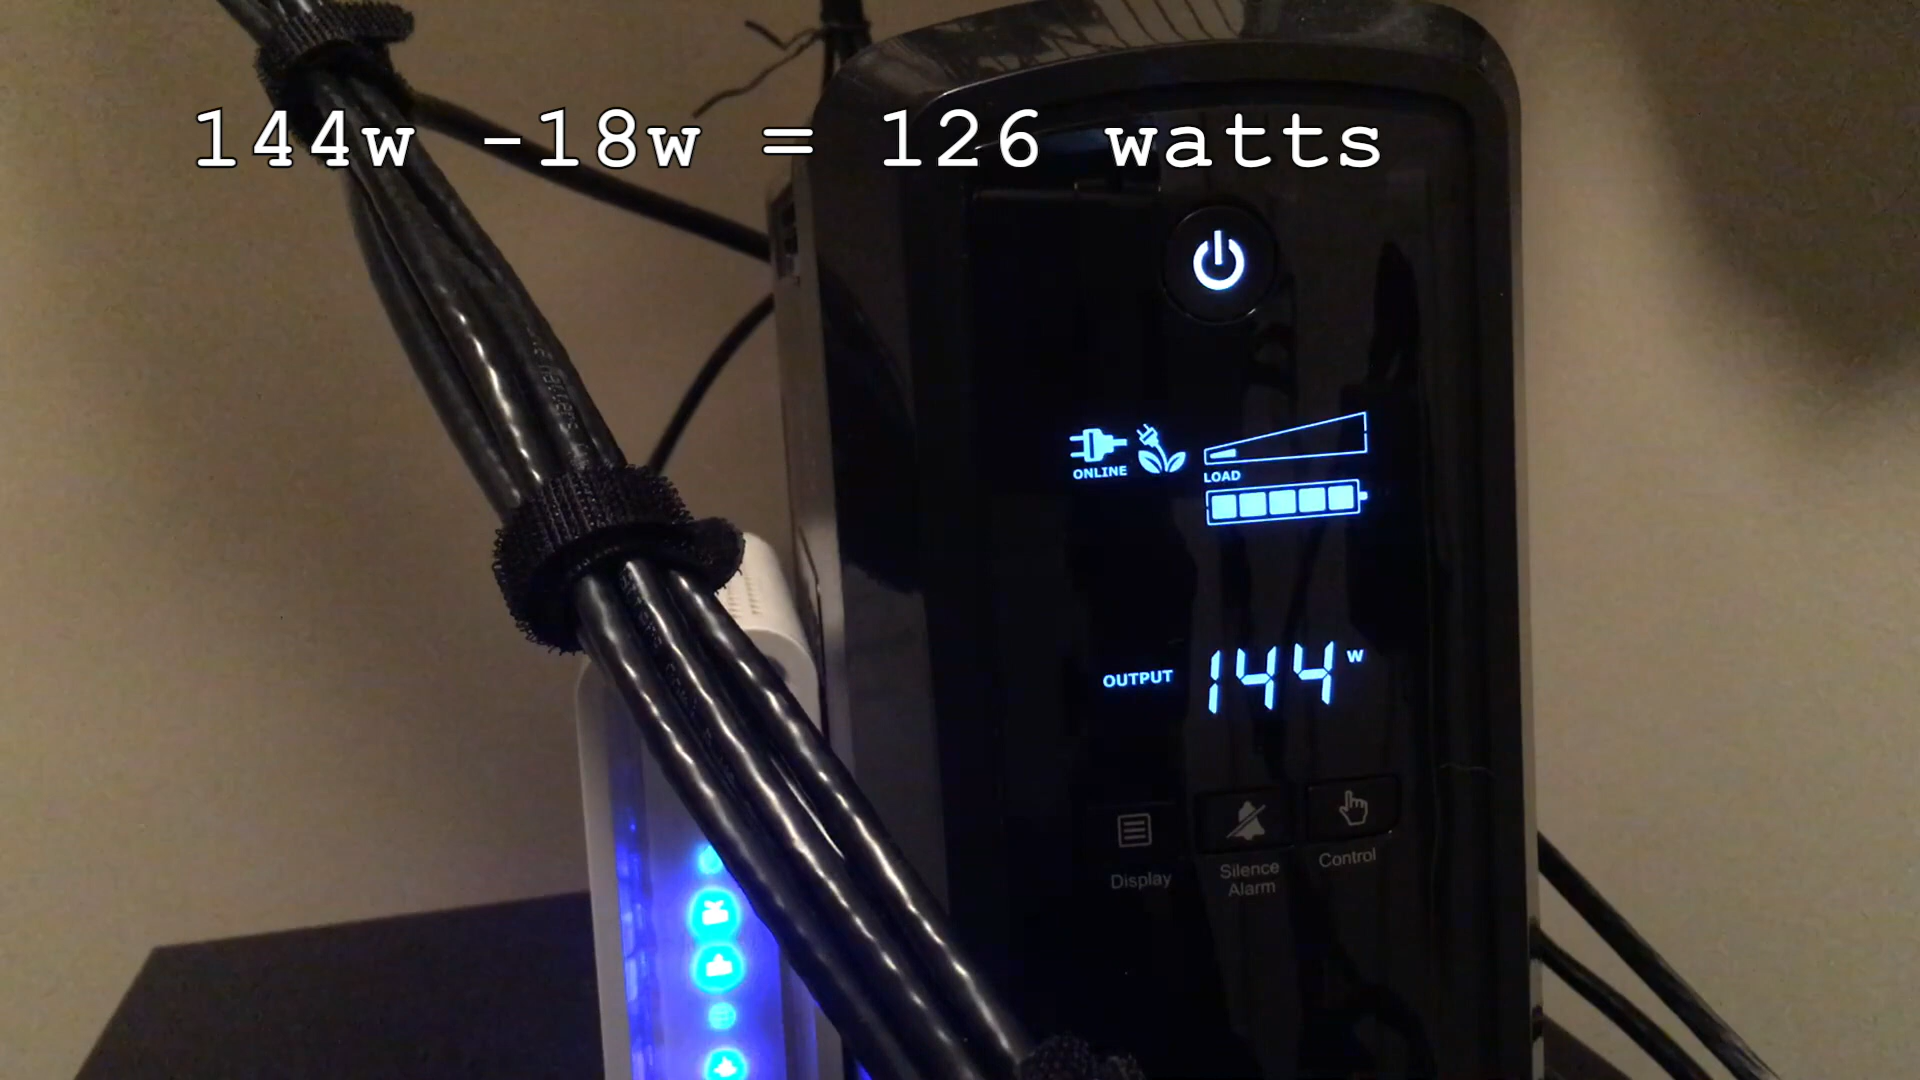 144w -18w = 126 watts
ONLINE
LOAD
OUTPUT 144 W
Display
Silence
Alarm
Control